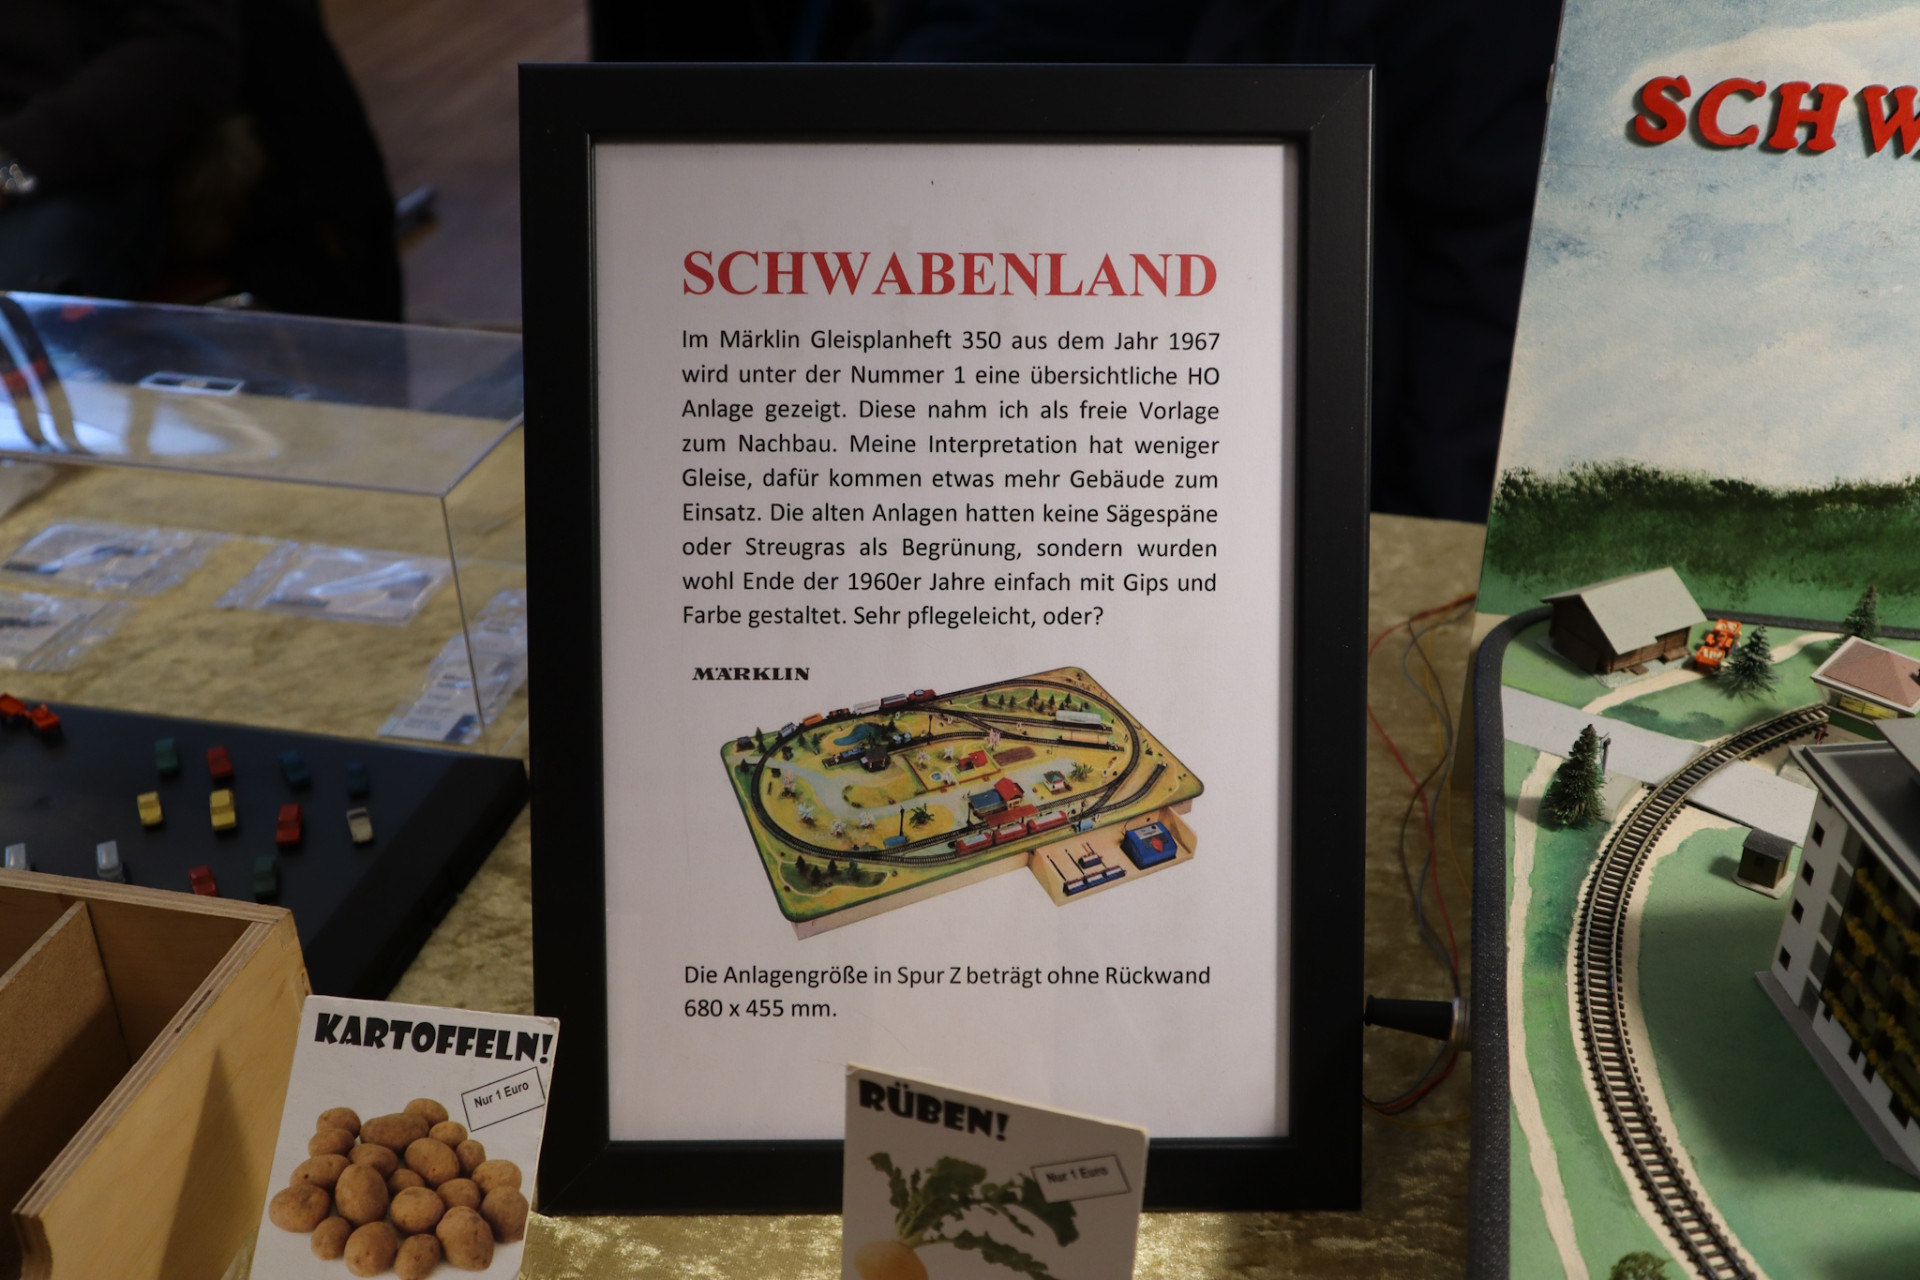 SCHWABENLAND
Im Märklin Gleisplanheft 350 aus dem Jahr 1967
wird unter der Nummer 1 eine übersichtliche HO
Anlage gezeigt. Diese nahm ich als freie Vorlage
zum Nachbau. Meine Interpretation hat weniger
Gleise, dafür kommen etwas mehr Gebäude zum
Einsatz. Die alten Anlagen hatten keine Sägespäne
oder Streugras als Begrünung, sondern wurden
wohl Ende der 1960er Jahre einfach mit Gips und
Farbe gestaltet. Sehr pflegeleicht, oder?
MÄRKLIN
Die Anlagengröße in Spur Z beträgt ohne Rückwand
680 x 455 mm.
KARTOFFELN!
Nur 1 Euro
RÜBEN!
Nur 1 Euro
SCHW